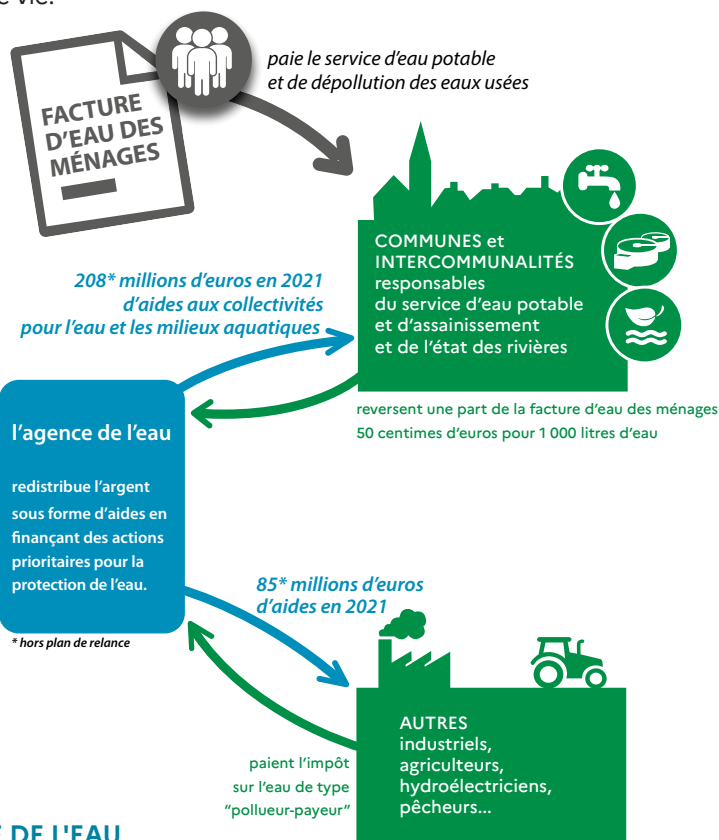 e vie.
paie le service d'eau potable
et de dépollution des eaux usées
FACTURE
D'EAU DES
MÉNAGES
COMMUNES et
INTERCOMMUNALITÉS
responsables
du service d'eau potable
et d'assainissement
et de l'état des rivières
208* millions d'euros en 2021
d'aides aux collectivités
pour l'eau et les milieux aquatiques
reversent une part de la facture d'eau des ménages
50 centimes d'euros pour 1 000 litres d'eau
l'agence de l'eau
redistribue l'argent
sous forme d'aides en
finançant des actions
prioritaires pour la
protection de l'eau.
* hors plan de relance
85* millions d'euros
d'aides en 2021
paient l'impôt
sur l'eau de type
"pollueur-payeur"
AUTRES
industriels,
agriculteurs,
hydroélectriciens,
pêcheurs...
E DE L'EAU